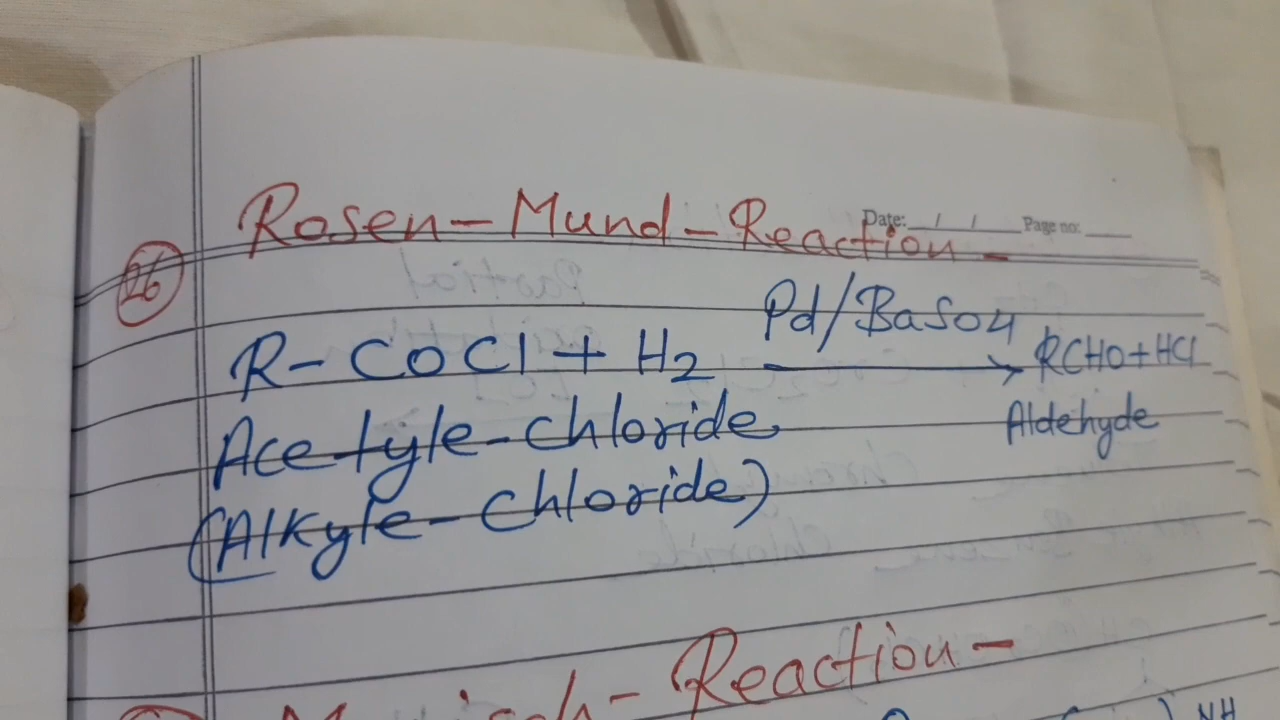 Date: / / Page no:
Rosen-Mund-Reaction -
26
Pd/BaSO4
R-COCl + H2 → RCHO + HCl
Acetyle-chloride Aldehyde
(Alkyle-chloride)
Reaction -
NH